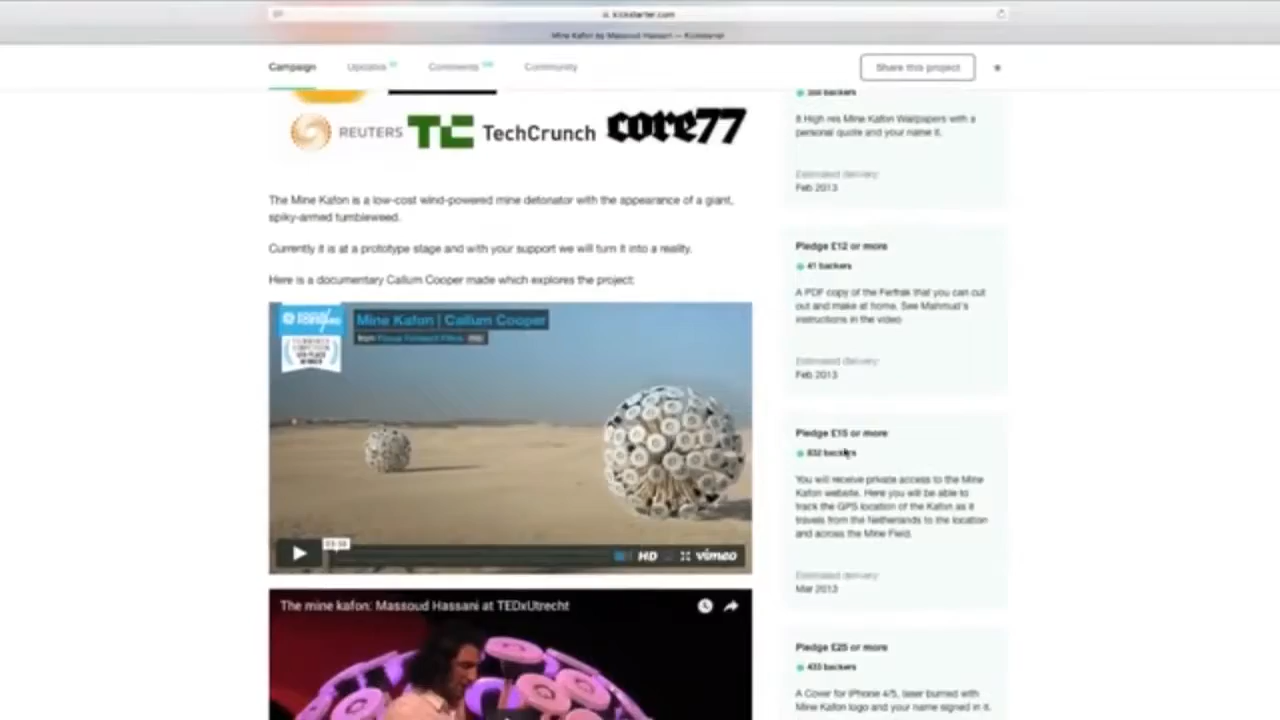 kickstarter.com
Mine Kafon by Massoud Hassani — Kickstarter
Campaign
Updates
Comments
Community
Share this project
REUTERS
TC TechCrunch
core77
The Mine Kafon is a low-cost wind-powered mine detonator with the appearance of a giant,
spiky-armed tumbleweed.
Currently it is at a prototype stage and with your support we will turn it into a reality.
Here is a documentary Callum Cooper made which explores the project:
Mine Kafon | Callum Cooper
from Focus Forward Films
HD
vimeo
The mine kafon: Massoud Hassani at TEDxUtrecht
backers
8 High res Mine Kafon Wallpapers with a
personal quote and your name it.
Estimated delivery:
Feb 2013
Pledge £12 or more
41 backers
A PDF copy of the Ferfrak that you can cut
out and make at home. See Mahmud's
instructions in the video
Estimated delivery:
Feb 2013
Pledge £15 or more
832 backers
You will receive private access to the Mine
Kafon website. Here you will be able to
track the GPS location of the Kafon as it
travels from the Netherlands to the location
and across the Mine Field.
Estimated delivery:
Mar 2013
Pledge £25 or more
433 backers
A Cover for iPhone 4/5, laser burned with
Mine Kafon logo and your name signed in it.